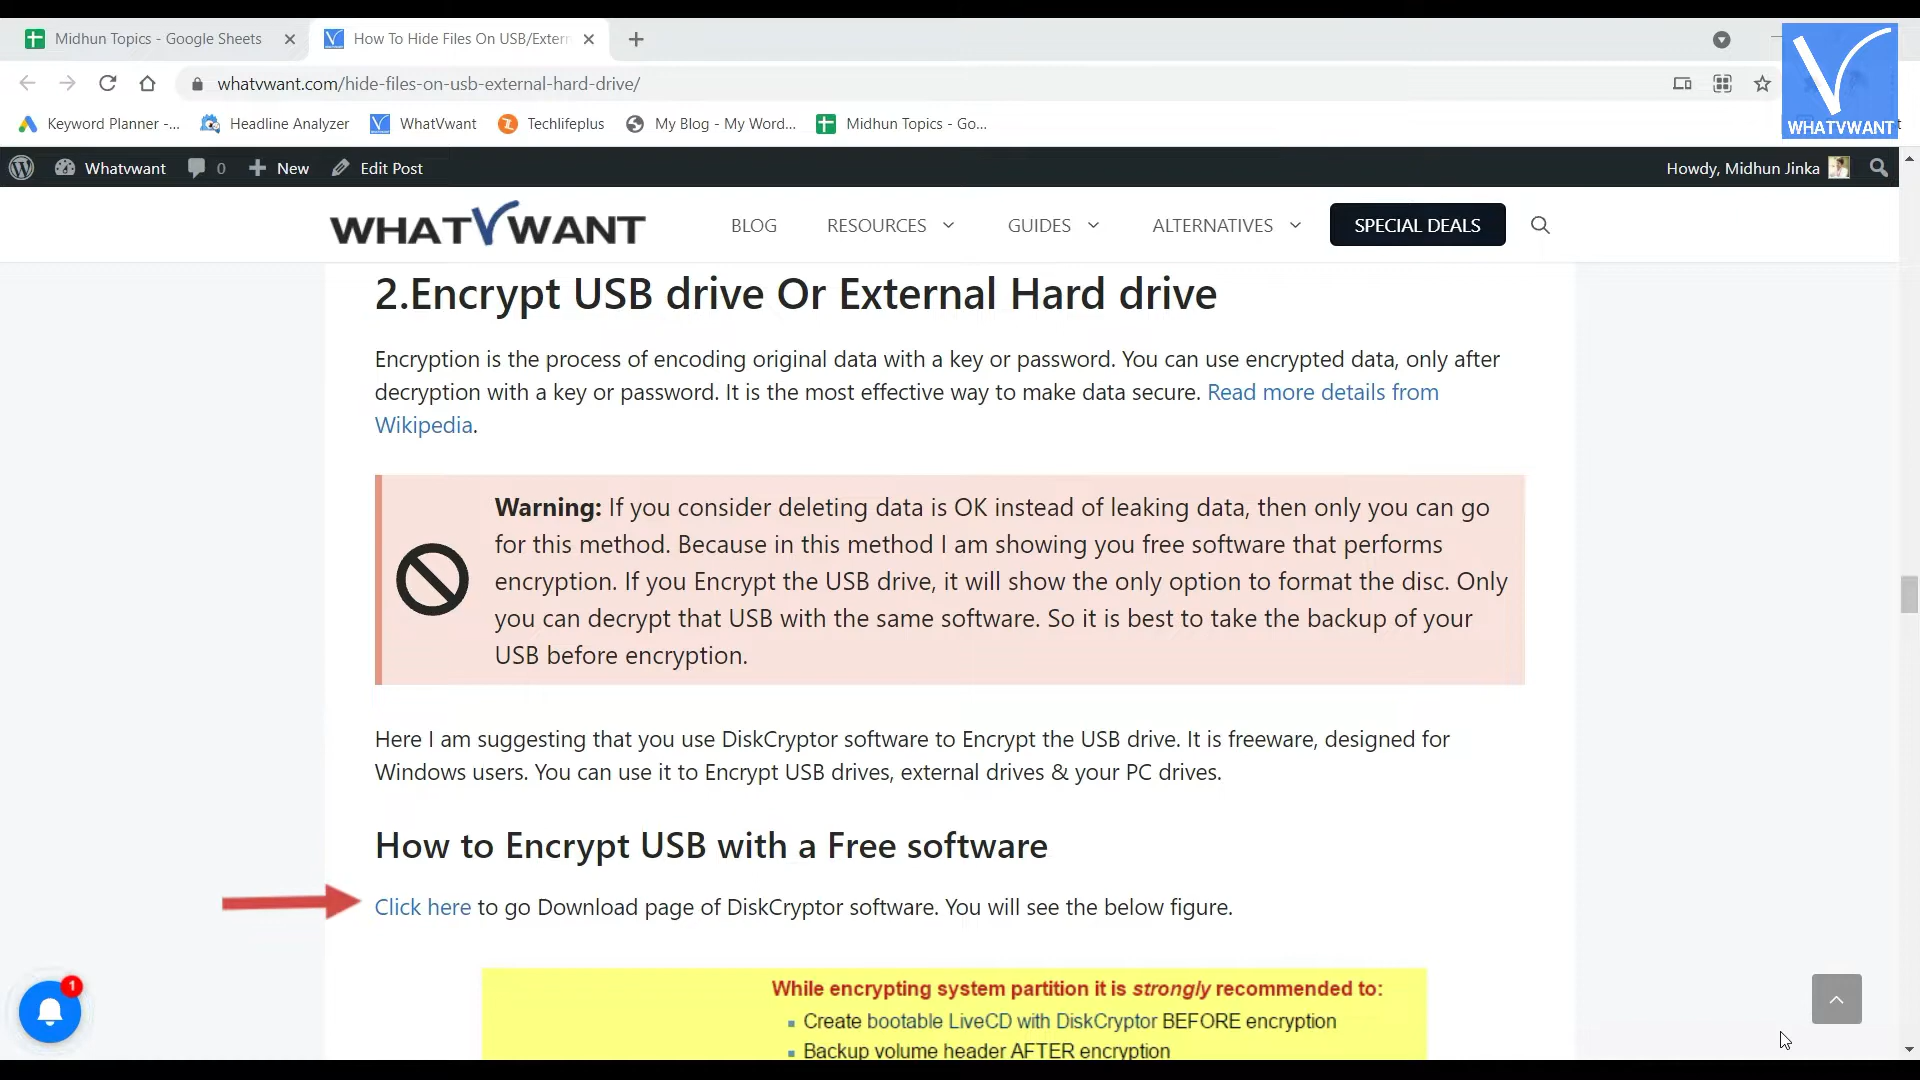 Midhun Topics - Google Sheets
How To Hide Files On USB/Extern
whatvwant.com/hide-files-on-usb-external-hard-drive/
WHATVWANT
Keyword Planner -...
Headline Analyzer
WhatVwant
Techlifeplus
My Blog - My Word...
Midhun Topics - Go...
Whatvwant
0
New
Edit Post
Howdy, Midhun Jinka
WHATVWANT
BLOG
RESOURCES
GUIDES
ALTERNATIVES
SPECIAL DEALS
2.Encrypt USB drive Or External Hard drive
Encryption is the process of encoding original data with a key or password. You can use encrypted data, only after
decryption with a key or password. It is the most effective way to make data secure. Read more details from
Wikipedia.
Warning: If you consider deleting data is OK instead of leaking data, then only you can go
for this method. Because in this method I am showing you free software that performs
encryption. If you Encrypt the USB drive, it will show the only option to format the disc. Only
you can decrypt that USB with the same software. So it is best to take the backup of your
USB before encryption.
Here I am suggesting that you use DiskCryptor software to Encrypt the USB drive. It is freeware, designed for
Windows users. You can use it to Encrypt USB drives, external drives & your PC drives.
How to Encrypt USB with a Free software
Click here to go Download page of DiskCryptor software. You will see the below figure.
1
While encrypting system partition it is strongly recommended to:
Create bootable LiveCD with DiskCryptor BEFORE encryption
Backup volume header AFTER encryption